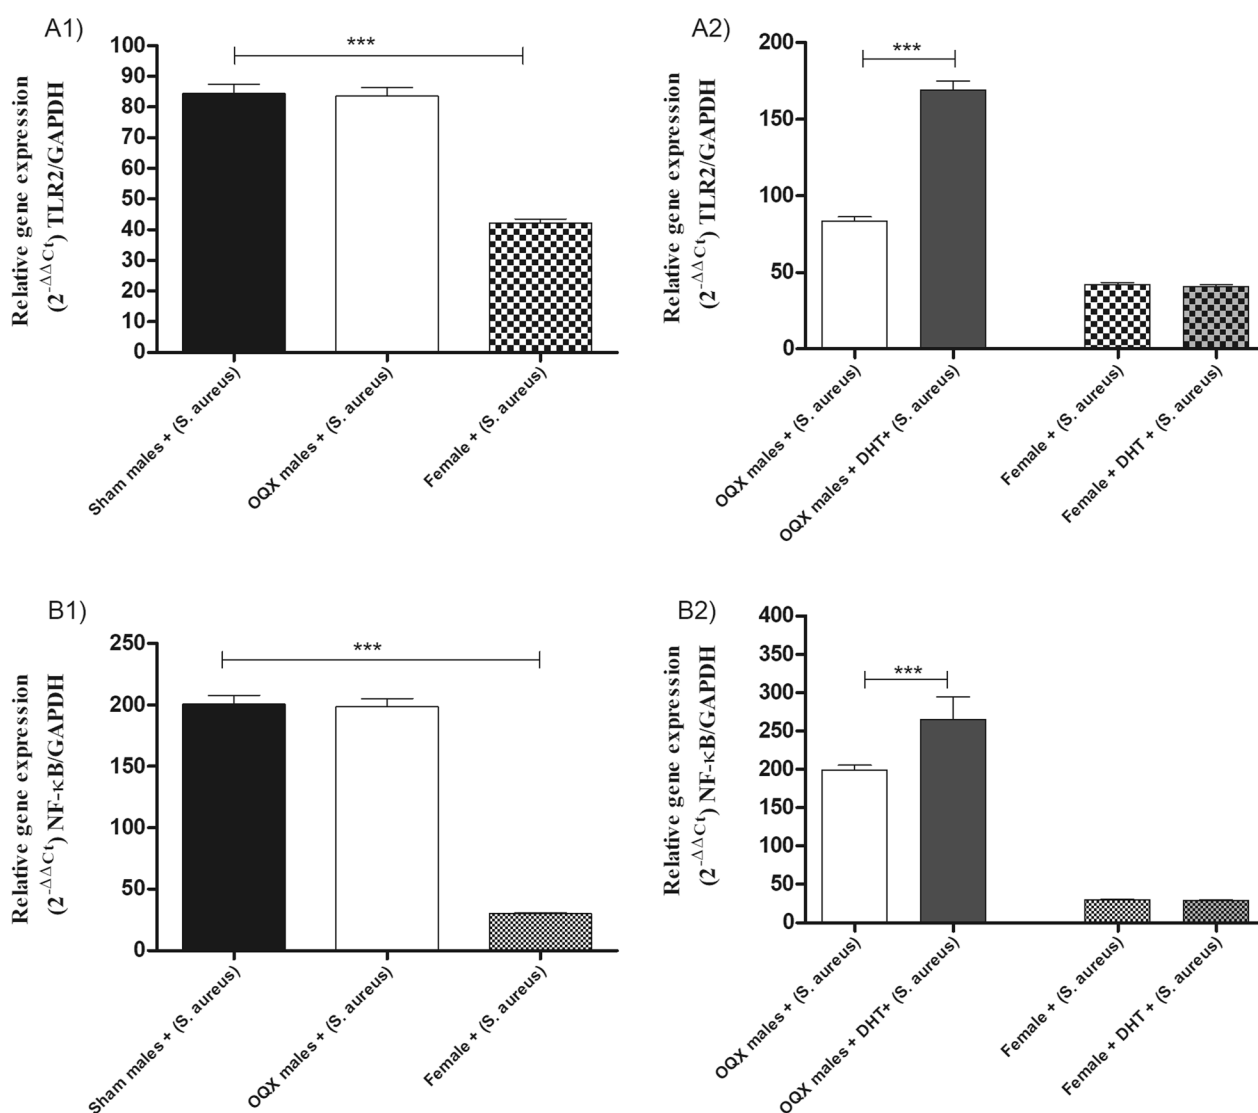 A1)
Relative gene expression
(2-ΔΔCt) TLR2/GAPDH
100
90
80
70
60
50
40
30
20
10
0
***
Sham males + (S. aureus)
OQX males + (S. aureus)
Female + (S. aureus)
A2)
Relative gene expression
(2-ΔΔCt) TLR2/GAPDH
200
150
100
50
0
***
OQX males + (S. aureus)
OQX males + DHT+ (S. aureus)
Female + (S. aureus)
Female + DHT + (S. aureus)
B1)
Relative gene expression
(2-ΔΔCt) NF-κB/GAPDH
250
200
150
100
50
0
***
Sham males + (S. aureus)
OQX males + (S. aureus)
Female + (S. aureus)
B2)
Relative gene expression
(2-ΔΔCt) NF-κB/GAPDH
400
350
300
250
200
150
100
50
0
***
OQX males + (S. aureus)
OQX males + DHT+ (S. aureus)
Female + (S. aureus)
Female + DHT + (S. aureus)